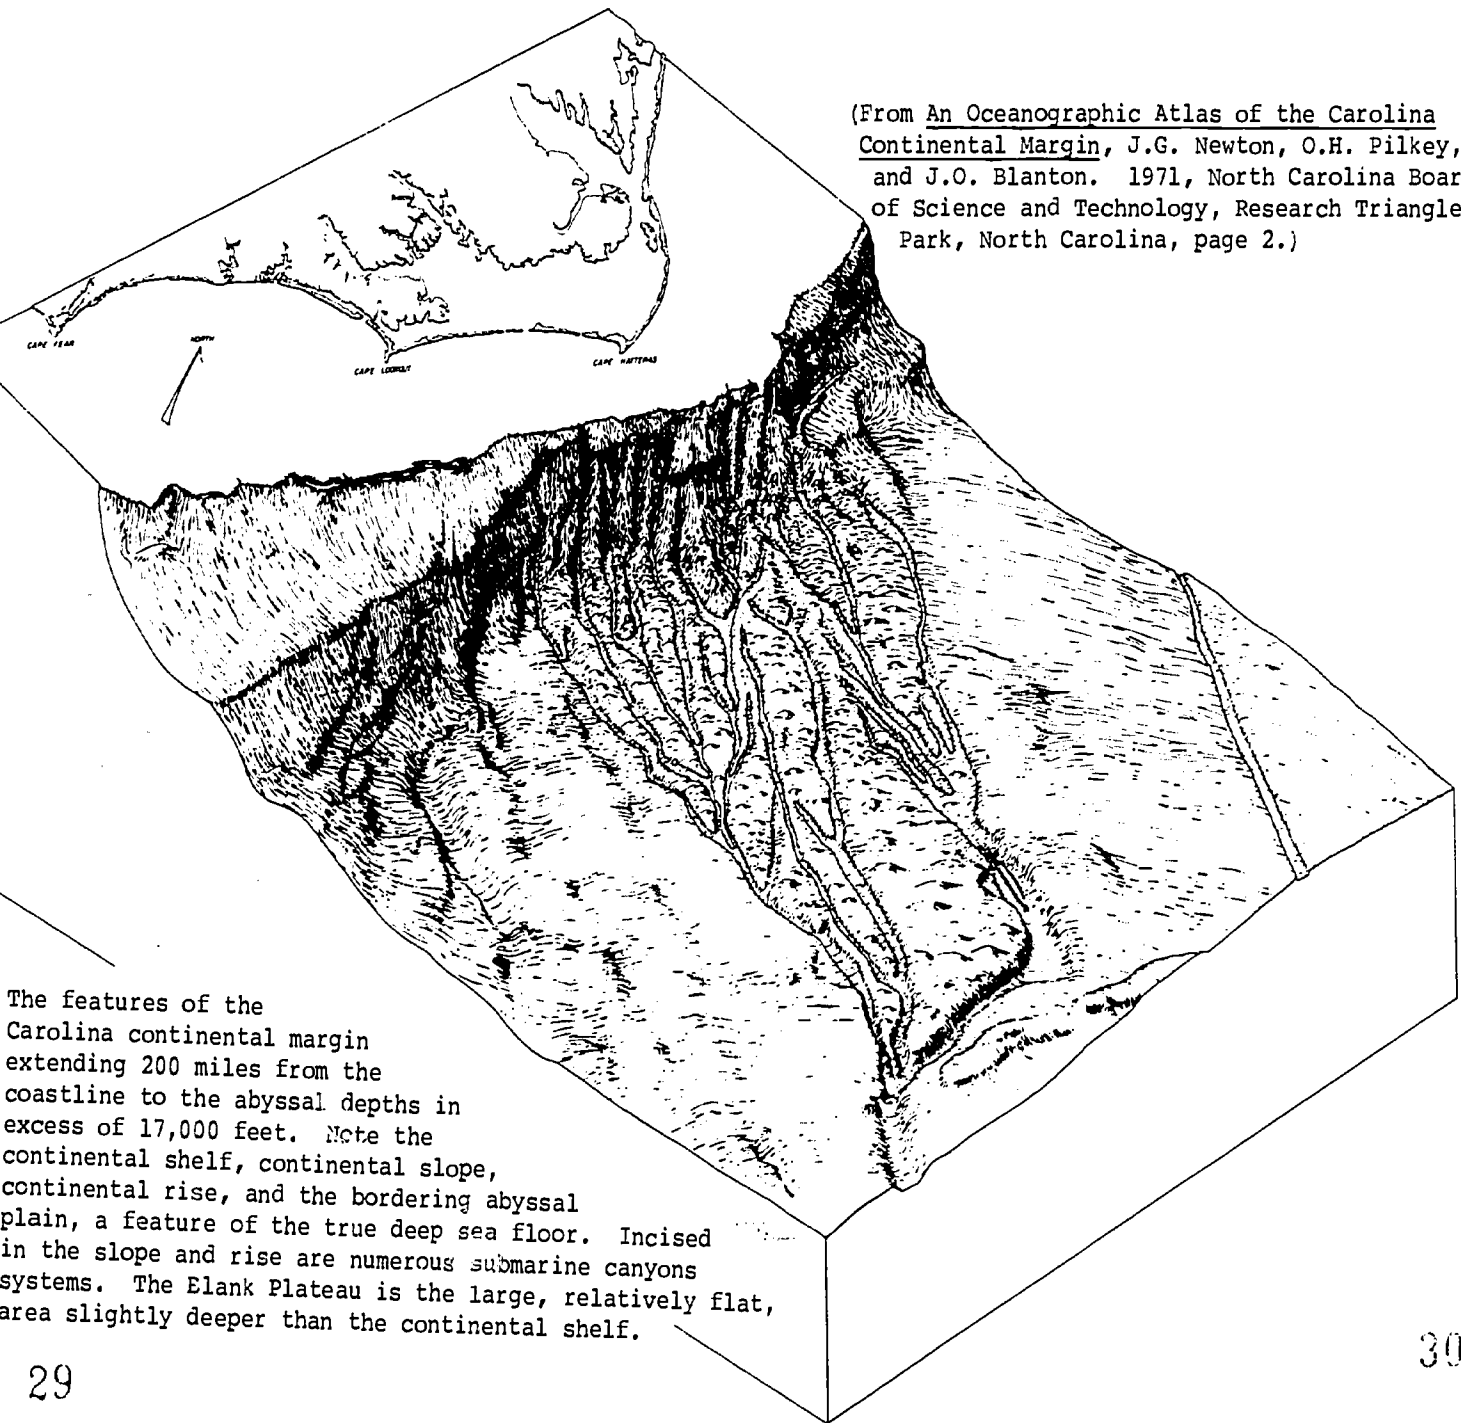 (From An Oceanographic Atlas of the Carolina
Continental Margin, J.G. Newton, O.H. Pilkey,
and J.O. Blanton. 1971, North Carolina Boar
of Science and Technology, Research Triangle
Park, North Carolina, page 2.)
CAPE FEAR
NORTH
CAPE LOOKOUT
CAPE HATTERAS
The features of the
Carolina continental margin
extending 200 miles from the
coastline to the abyssal depths in
excess of 17,000 feet. Note the
continental shelf, continental slope,
continental rise, and the bordering abyssal
plain, a feature of the true deep sea floor. Incised
in the slope and rise are numerous submarine canyons
systems. The Elank Plateau is the large, relatively flat,
area slightly deeper than the continental shelf.
29
30